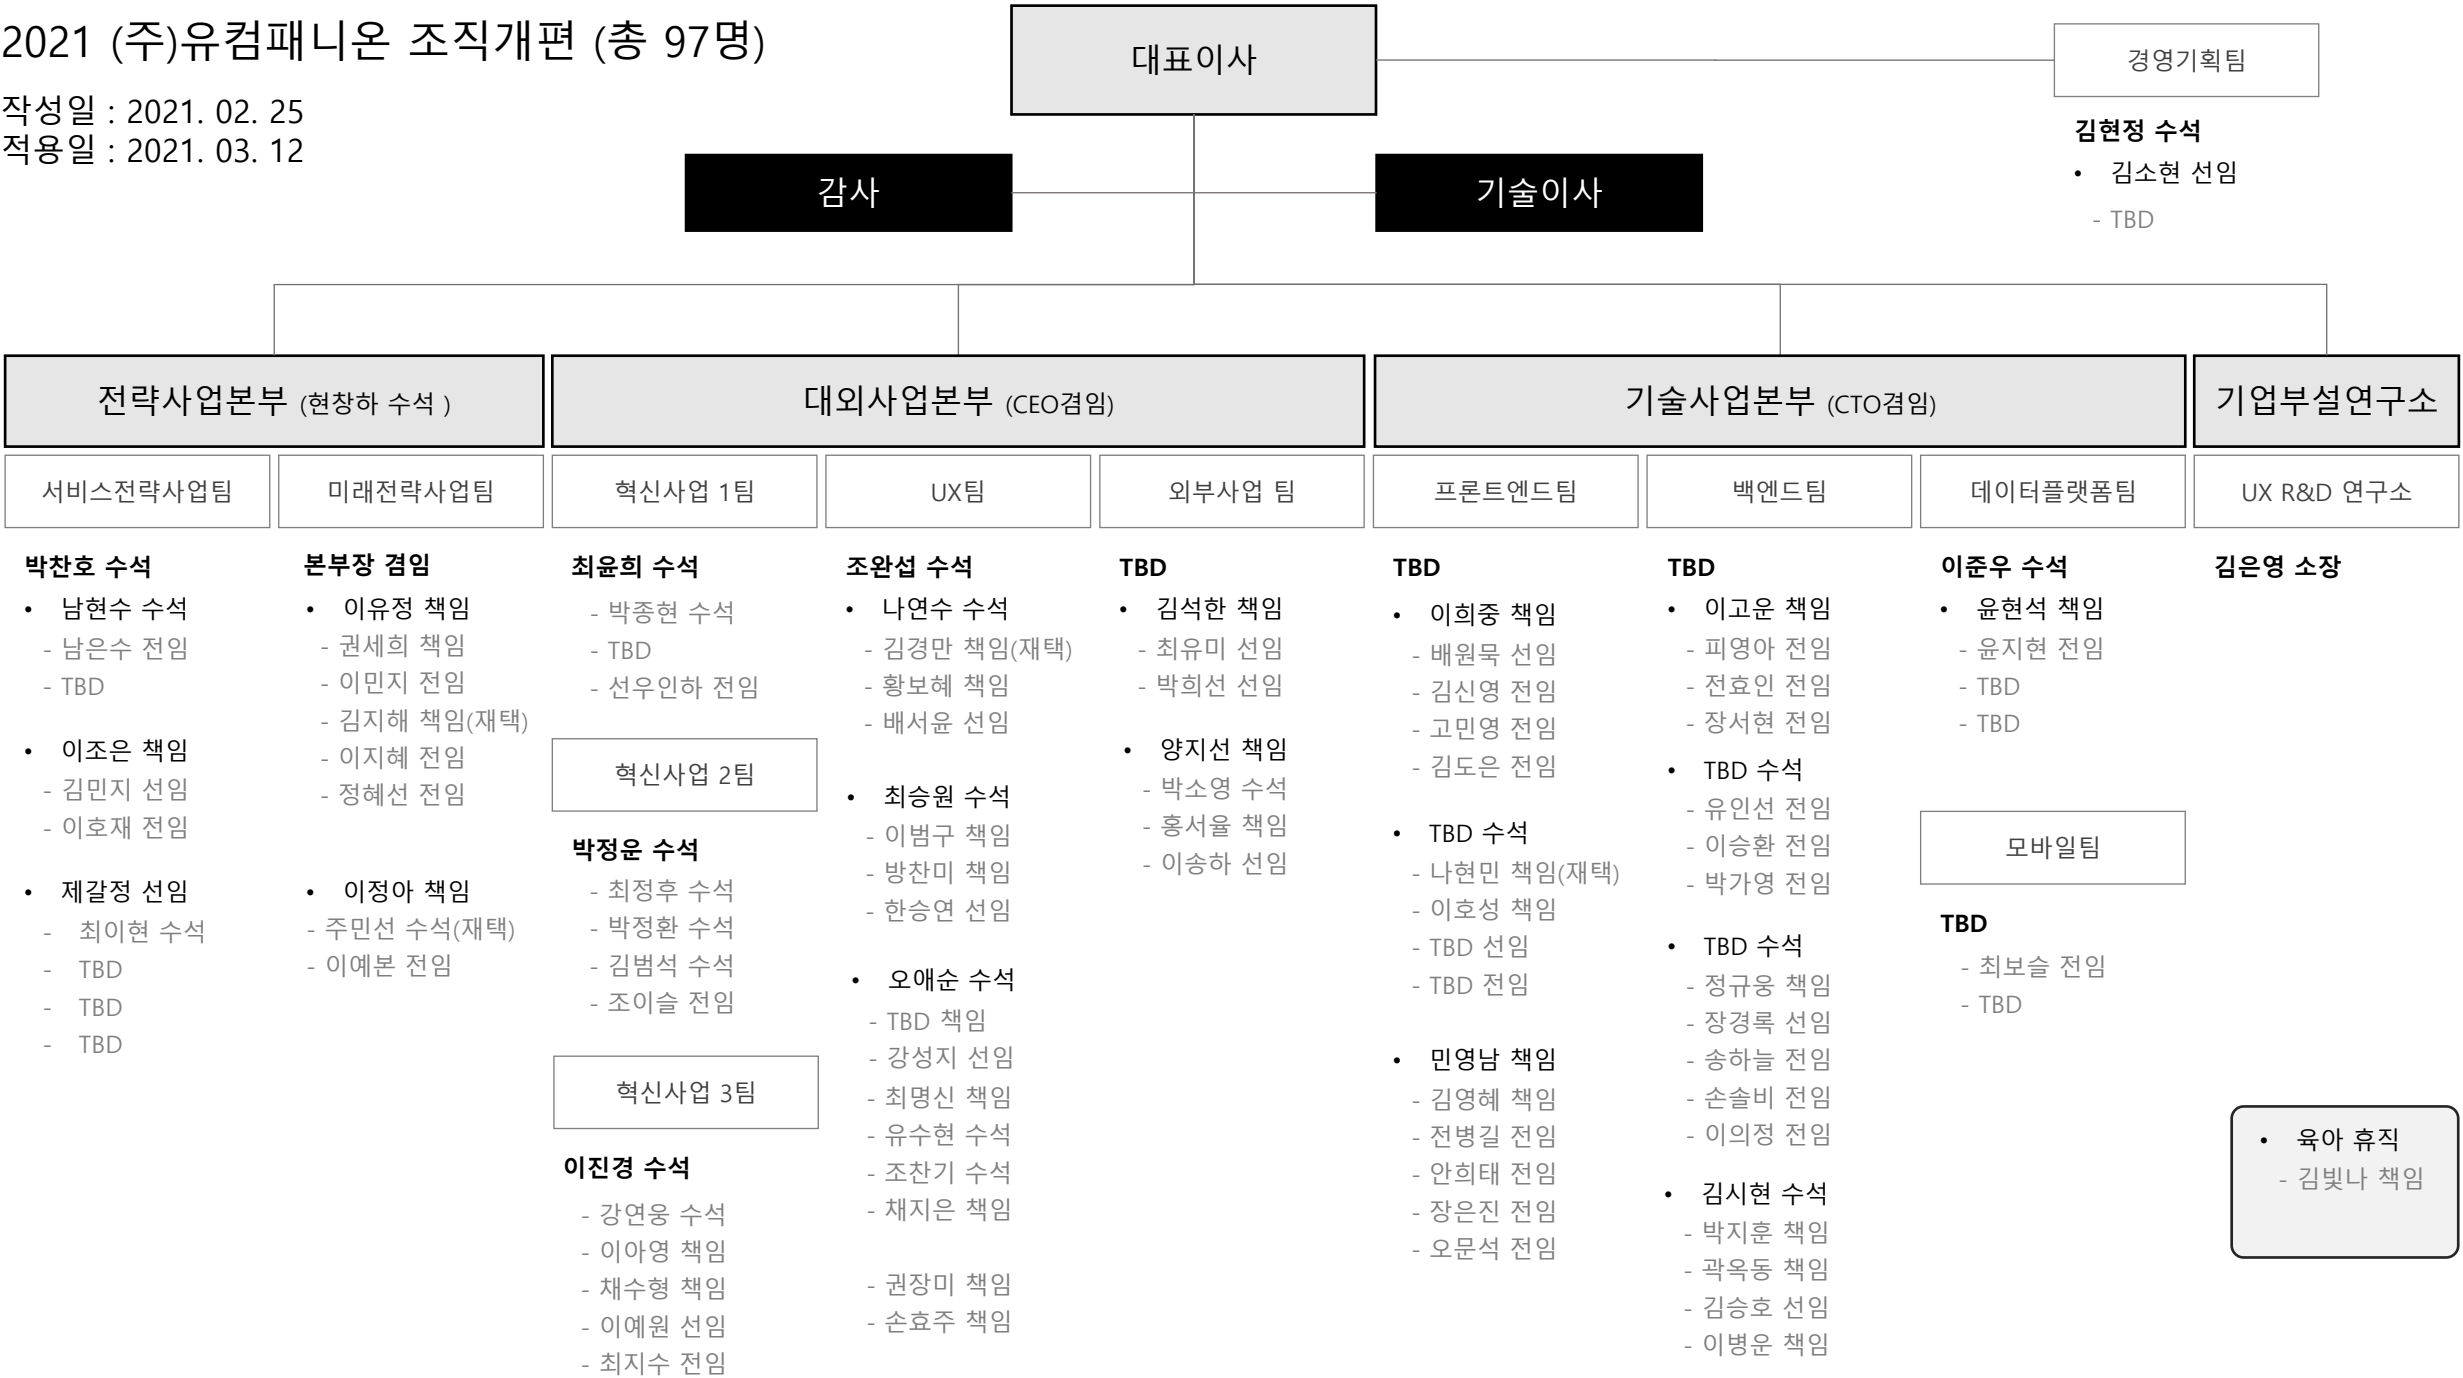 2021 (주)유컴패니온 조직개편 (총 97명)
작성일 : 2021. 02. 25
적용일 : 2021. 03. 12
대표이사
경영기획팀
김현정 수석
• 김소현 선임
- TBD
감사
기술이사
전략사업본부 (현창하 수석 )
대외사업본부 (CEO겸임)
기술사업본부 (CTO겸임)
기업부설연구소
서비스전략사업팀
박찬호 수석
• 남현수 수석
- 남은수 전임
- TBD
• 이조은 책임
- 김민지 선임
- 이호재 전임
• 제갈정 선임
- 최이현 수석
- TBD
- TBD
- TBD
미래전략사업팀
본부장 겸임
• 이유정 책임
- 권세희 책임
- 이민지 전임
- 김지해 책임(재택)
- 이지혜 전임
- 정혜선 전임
• 이정아 책임
- 주민선 수석(재택)
- 이예본 전임
혁신사업 1팀
최윤희 수석
- 박종현 수석
- TBD
- 선우인하 전임
혁신사업 2팀
박정운 수석
- 최정후 수석
- 박정환 수석
- 김범석 수석
- 조이슬 전임
혁신사업 3팀
이진경 수석
- 강연웅 수석
- 이아영 책임
- 채수형 책임
- 이예원 선임
- 최지수 전임
UX팀
조완섭 수석
• 나연수 수석
- 김경만 책임(재택)
- 황보혜 책임
- 배서윤 선임
• 최승원 수석
- 이범구 책임
- 방찬미 책임
- 한승연 선임
• 오애순 수석
- TBD 책임
- 강성지 선임
- 최명신 책임
- 유수현 수석
- 조찬기 수석
- 채지은 책임
- 권장미 책임
- 손효주 책임
외부사업 팀
TBD
• 김석한 책임
- 최유미 선임
- 박희선 선임
• 양지선 책임
- 박소영 수석
- 홍서율 책임
- 이송하 선임
프론트엔드팀
TBD
• 이희중 책임
- 배원묵 선임
- 김신영 전임
- 고민영 전임
- 김도은 전임
• TBD 수석
- 나현민 책임(재택)
- 이호성 책임
- TBD 선임
- TBD 전임
• 민영남 책임
- 김영혜 책임
- 전병길 전임
- 안희태 전임
- 장은진 전임
- 오문석 전임
백엔드팀
TBD
• 이고운 책임
- 피영아 전임
- 전효인 전임
- 장서현 전임
• TBD 수석
- 유인선 전임
- 이승환 전임
- 박가영 전임
• TBD 수석
- 정규웅 책임
- 장경록 선임
- 송하늘 전임
- 손솔비 전임
- 이의정 전임
• 김시현 수석
- 박지훈 책임
- 곽옥동 책임
- 김승호 선임
- 이병운 책임
데이터플랫폼팀
이준우 수석
• 윤현석 책임
- 윤지현 전임
- TBD
- TBD
모바일팀
TBD
- 최보슬 전임
- TBD
UX R&D 연구소
김은영 소장
• 육아 휴직
- 김빛나 책임